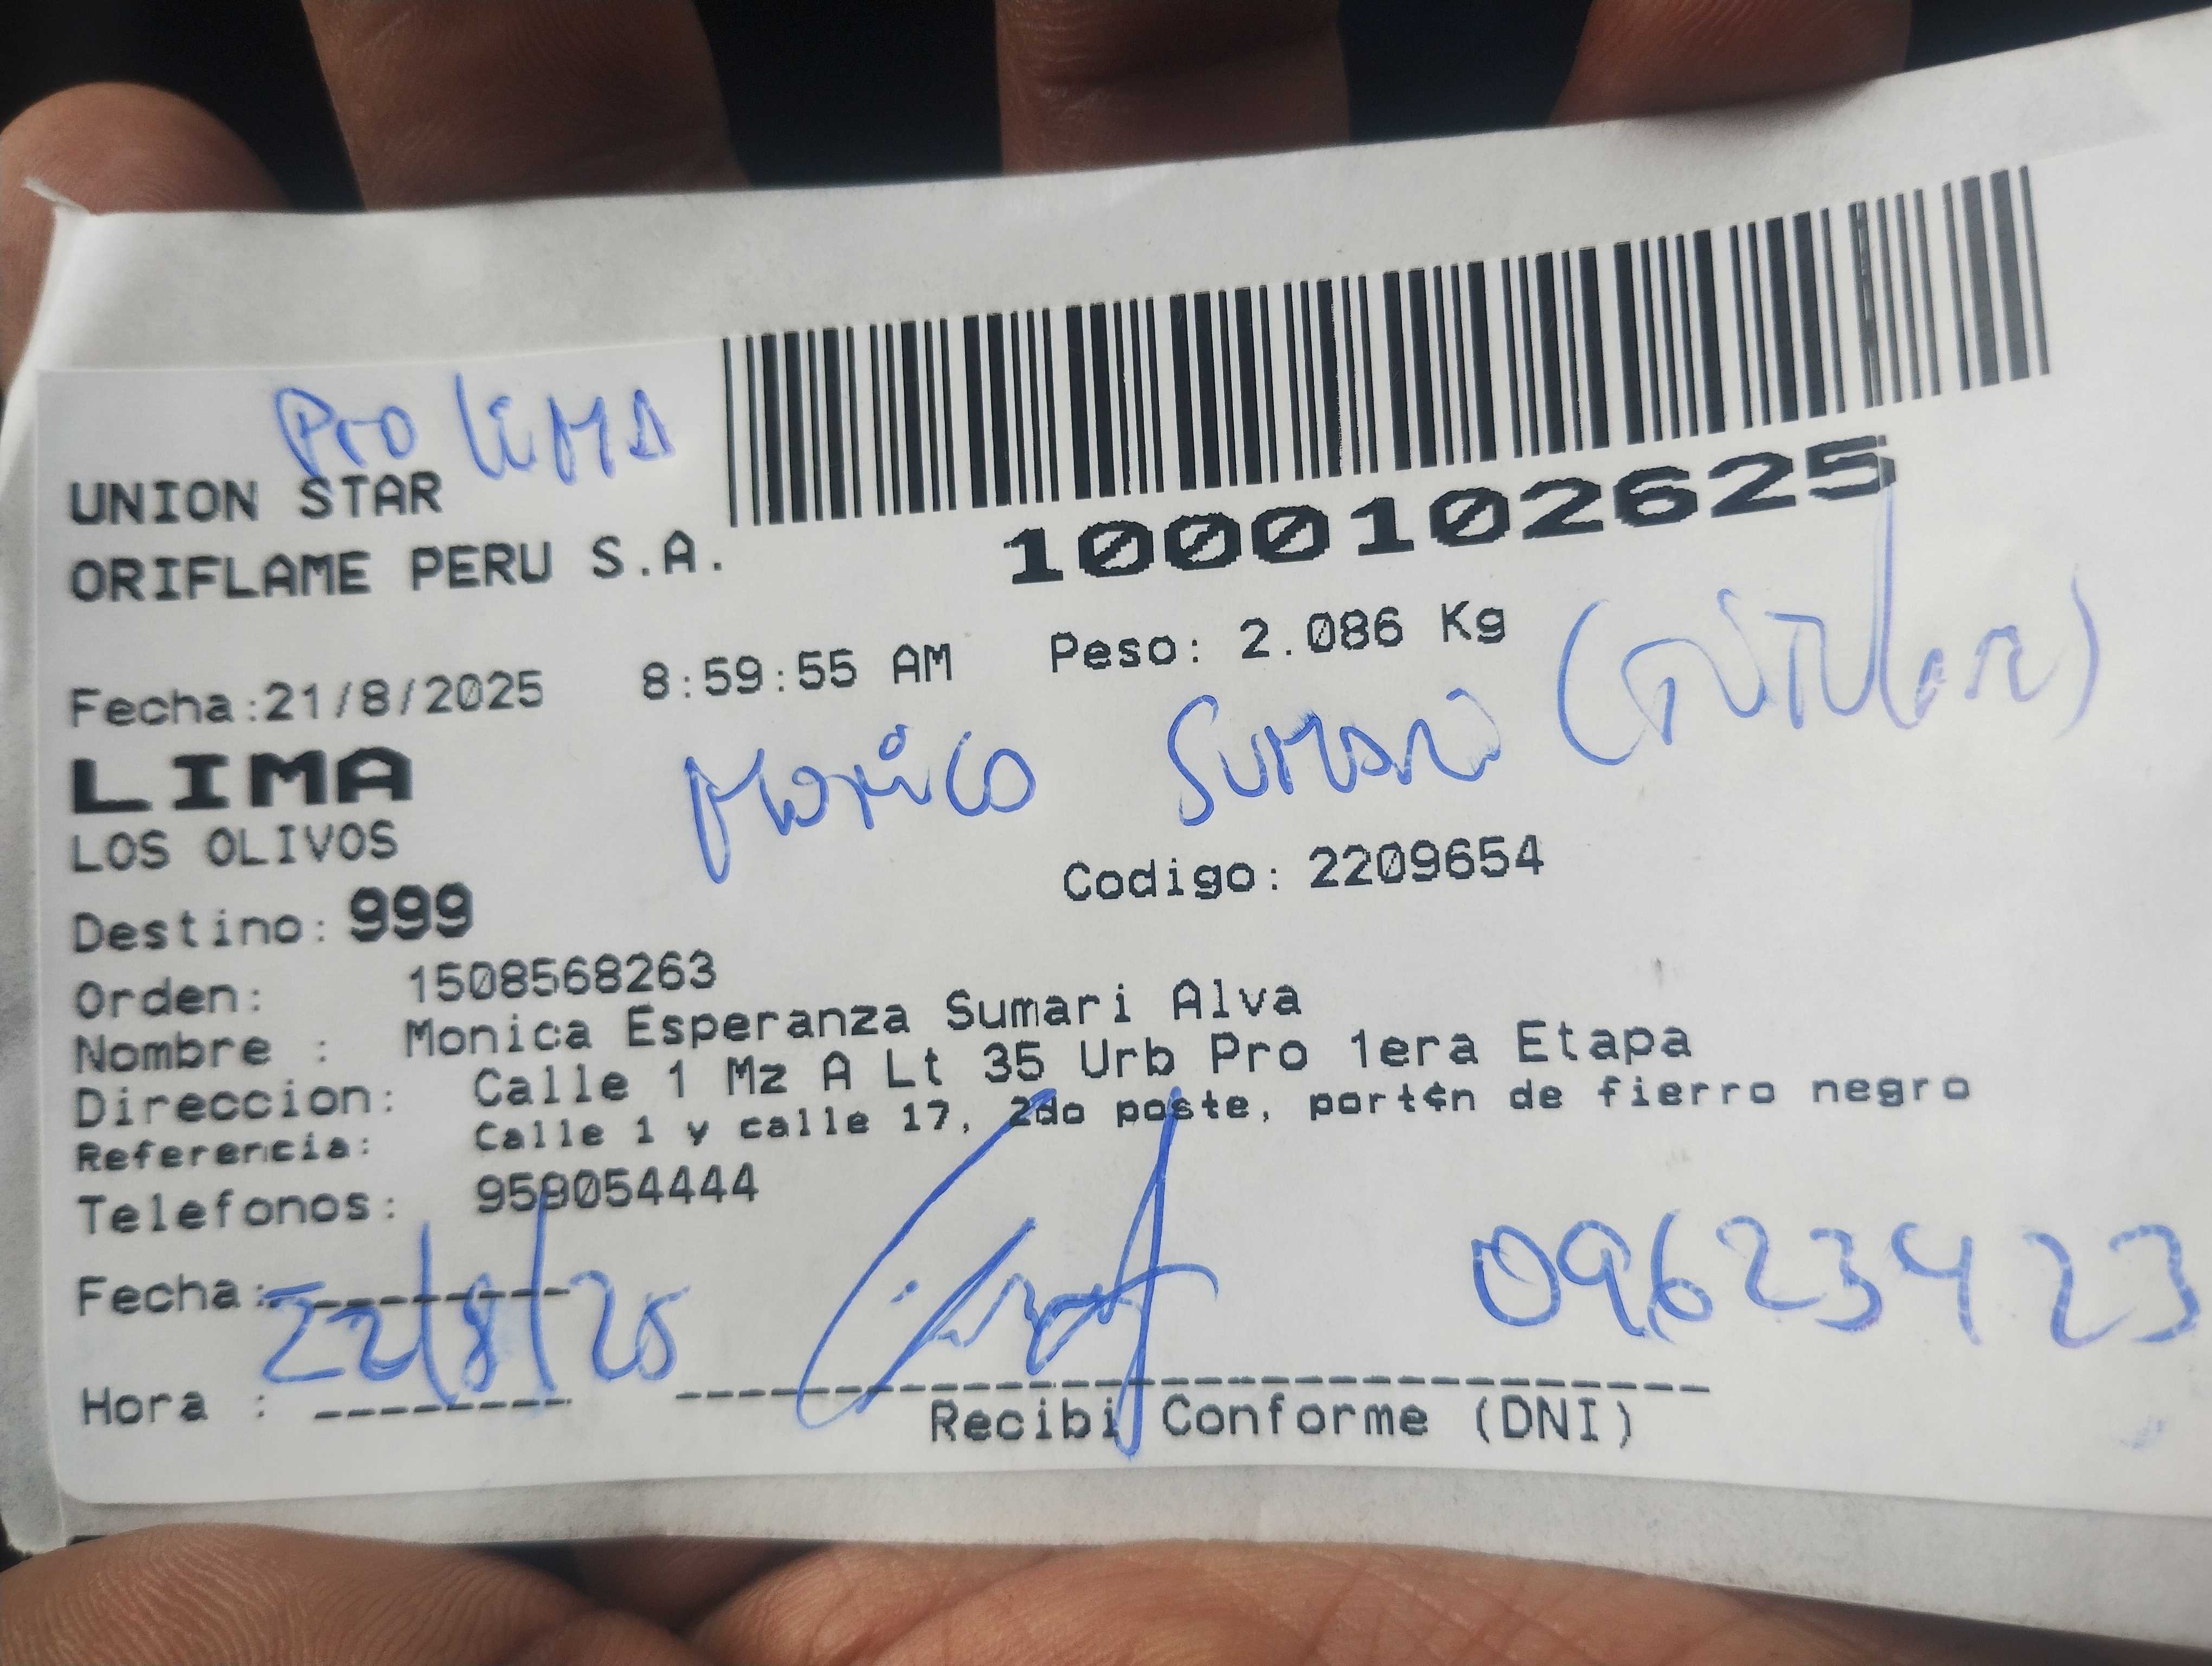 Pro LIMA
UNION STAR
ORIFLAME PERU S.A.
1000102625
Fecha:21/8/2025 8:59:55 AM Peso: 2.086 Kg
LIMA
Monica Sumari (Titular)
LOS OLIVOS
Codigo: 2209654
Destino: 999
Orden: 1508568263
Nombre : Monica Esperanza Sumari Alva
Direccion: Calle 1 Mz A Lt 35 Urb Pro 1era Etapa
Referencia: Calle 1 y calle 17, 2do poste, port¢n de fierro negro
Telefonos: 959054444
Fecha: 22/8/25
09623423
Hora :
Recibi Conforme (DNI)